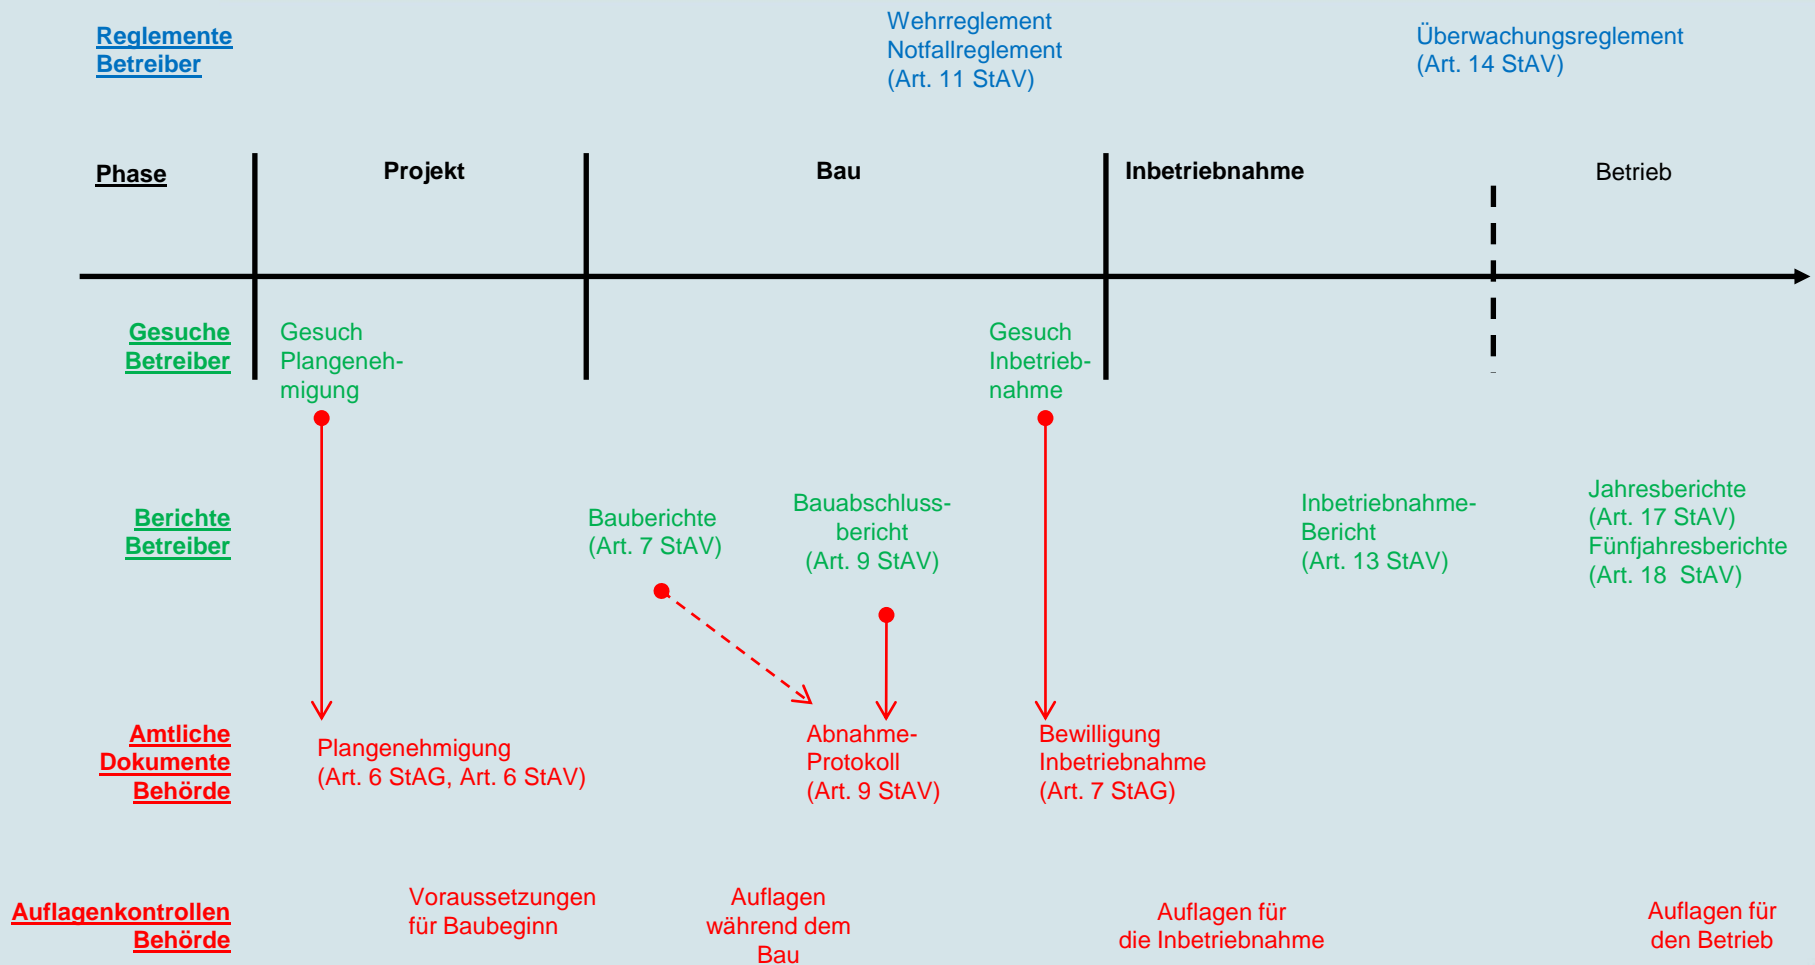 Reglemente
Betreiber
Wehrreglement
Notfallreglement
(Art. 11 StAV)
Überwachungsreglement
(Art. 14 StAV)
Phase
Projekt
Bau
Inbetriebnahme
Betrieb
Gesuche
Betreiber
Gesuch
Plangeneh-
migung
Gesuch
Inbetrieb-
nahme
Berichte
Betreiber
Bauberichte
(Art. 7 StAV)
Bauabschluss-
bericht
(Art. 9 StAV)
Inbetriebnahme-
Bericht
(Art. 13 StAV)
Jahresberichte
(Art. 17 StAV)
Fünfjahresberichte
(Art. 18 StAV)
Amtliche
Dokumente
Behörde
Plangenehmigung
(Art. 6 StAG, Art. 6 StAV)
Abnahme-
Protokoll
(Art. 9 StAV)
Bewilligung
Inbetriebnahme
(Art. 7 StAG)
Auflagenkontrollen
Behörde
Voraussetzungen
für Baubeginn
Auflagen
während dem
Bau
Auflagen für
die Inbetriebnahme
Auflagen für
den Betrieb